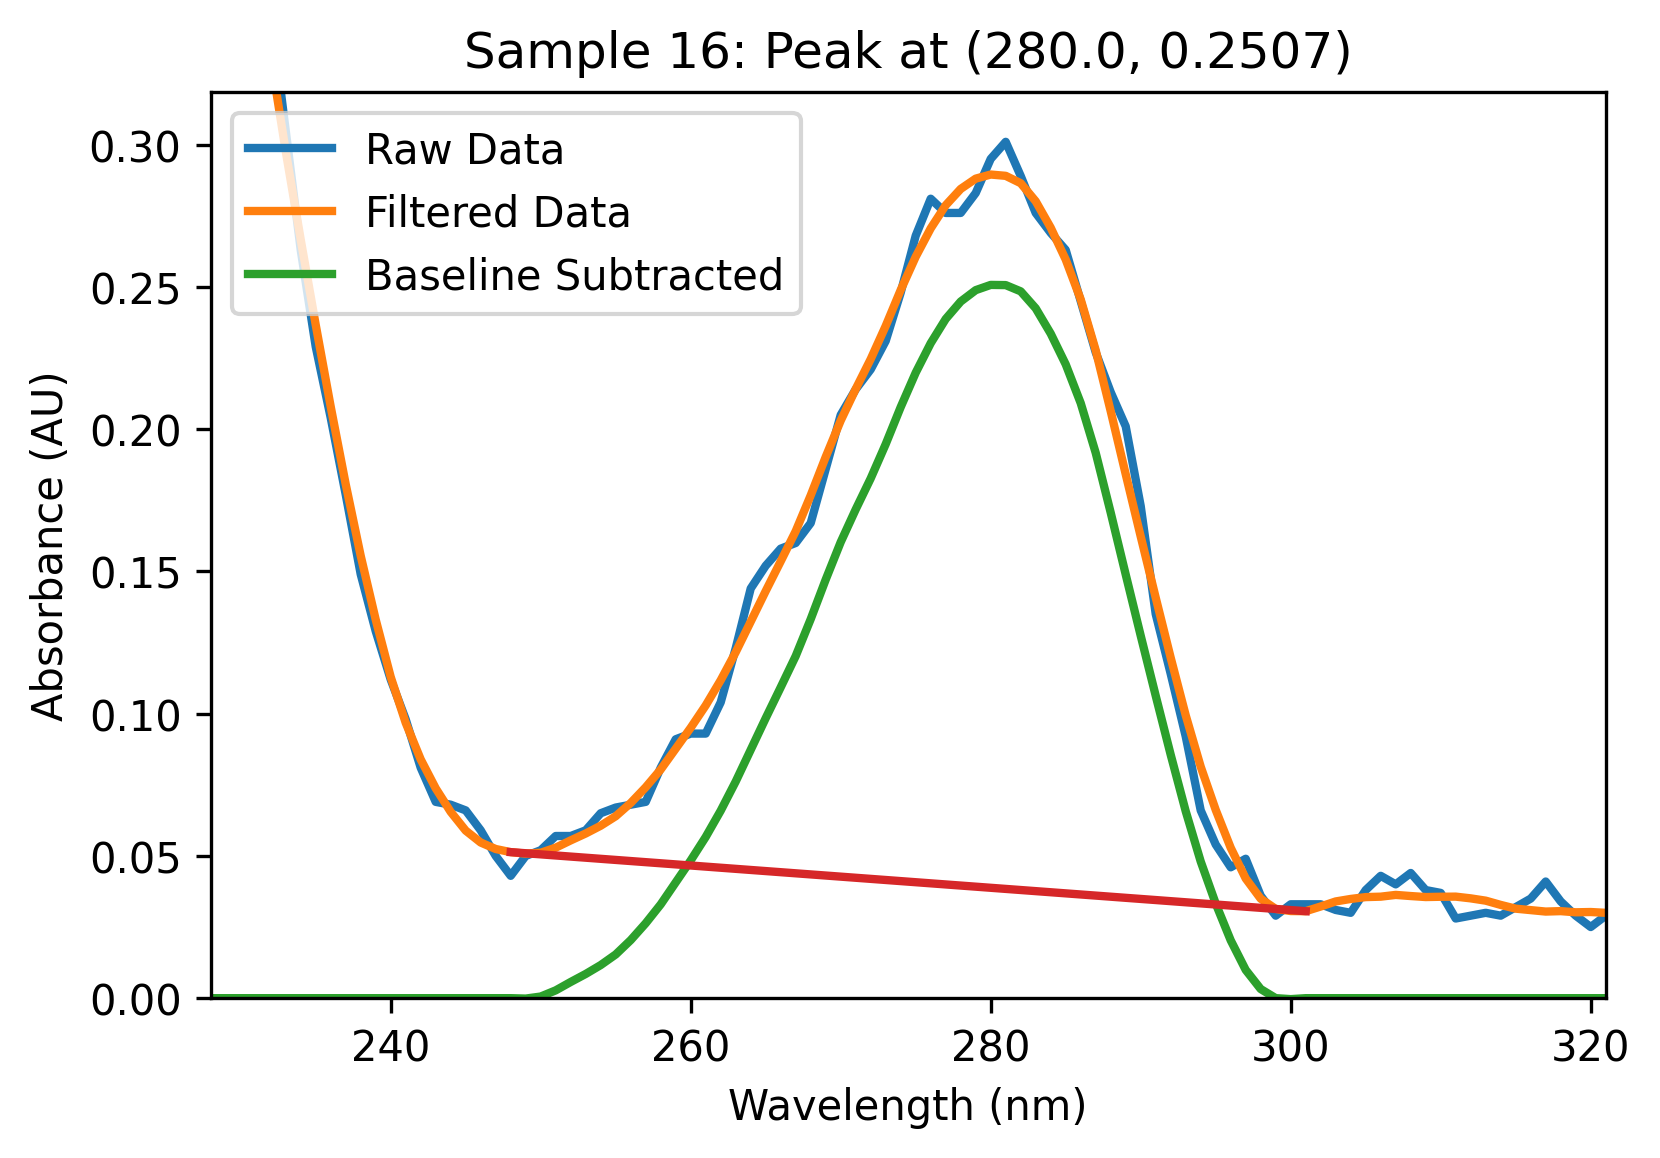 Sample 16: Peak at (280.0, 0.2507)
Raw Data
Filtered Data
Baseline Subtracted
0.30
0.25
0.20
0.15
0.10
0.05
0.00
Absorbance (AU)
240 260 280 300 320
Wavelength (nm)